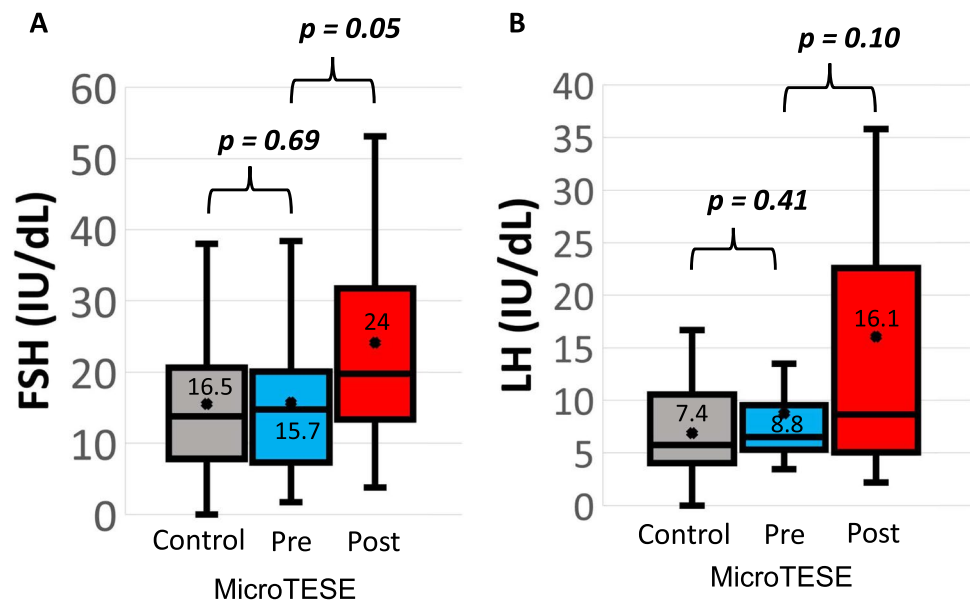 A
p = 0.05
p = 0.69
FSH (IU/dL)
60
50
40
30
20
10
0
16.5
15.7
24
Control
Pre
Post
MicroTESE
B
p = 0.10
p = 0.41
LH (IU/dL)
40
35
30
25
20
15
10
5
0
7.4
8.8
16.1
Control
Pre
Post
MicroTESE